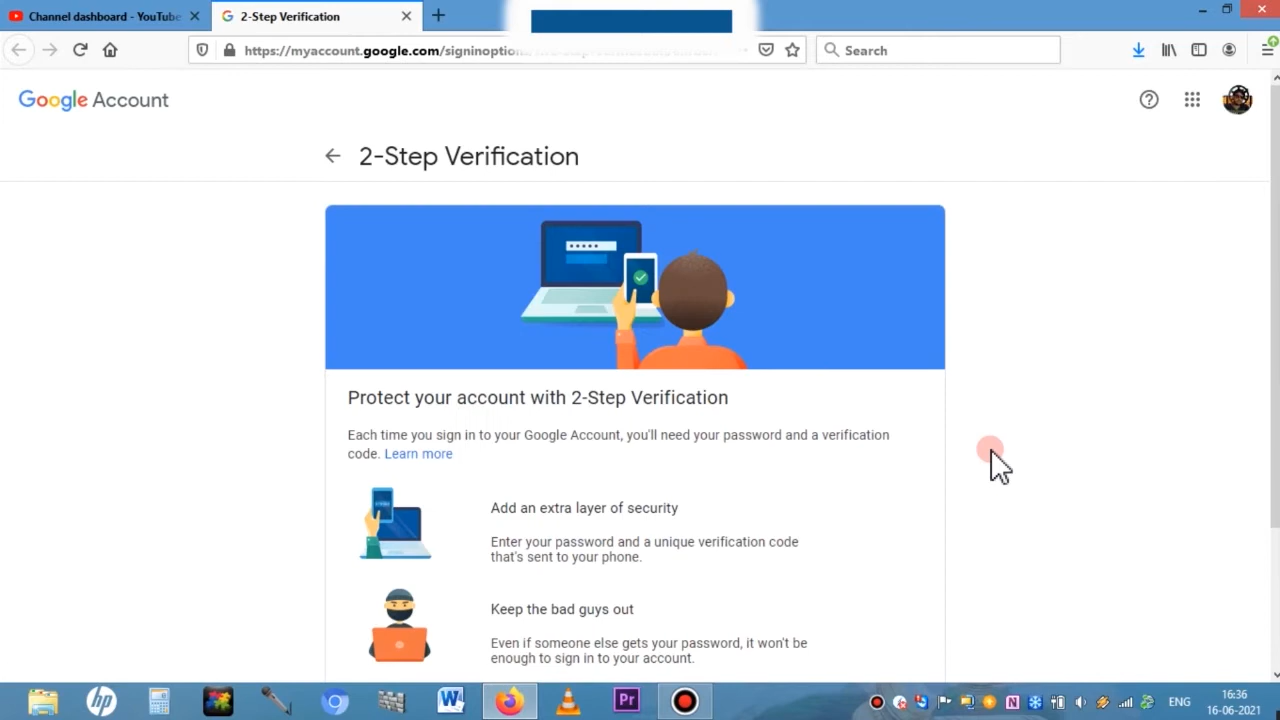 Channel dashboard - YouTube
2-Step Verification
https://myaccount.google.com/signinoptio
Search
Google Account
2-Step Verification
Protect your account with 2-Step Verification
Each time you sign in to your Google Account, you'll need your password and a verification
code. Learn more
Add an extra layer of security
Enter your password and a unique verification code
that's sent to your phone.
Keep the bad guys out
Even if someone else gets your password, it won't be
enough to sign in to your account.
ENG
16:36
16-06-2021